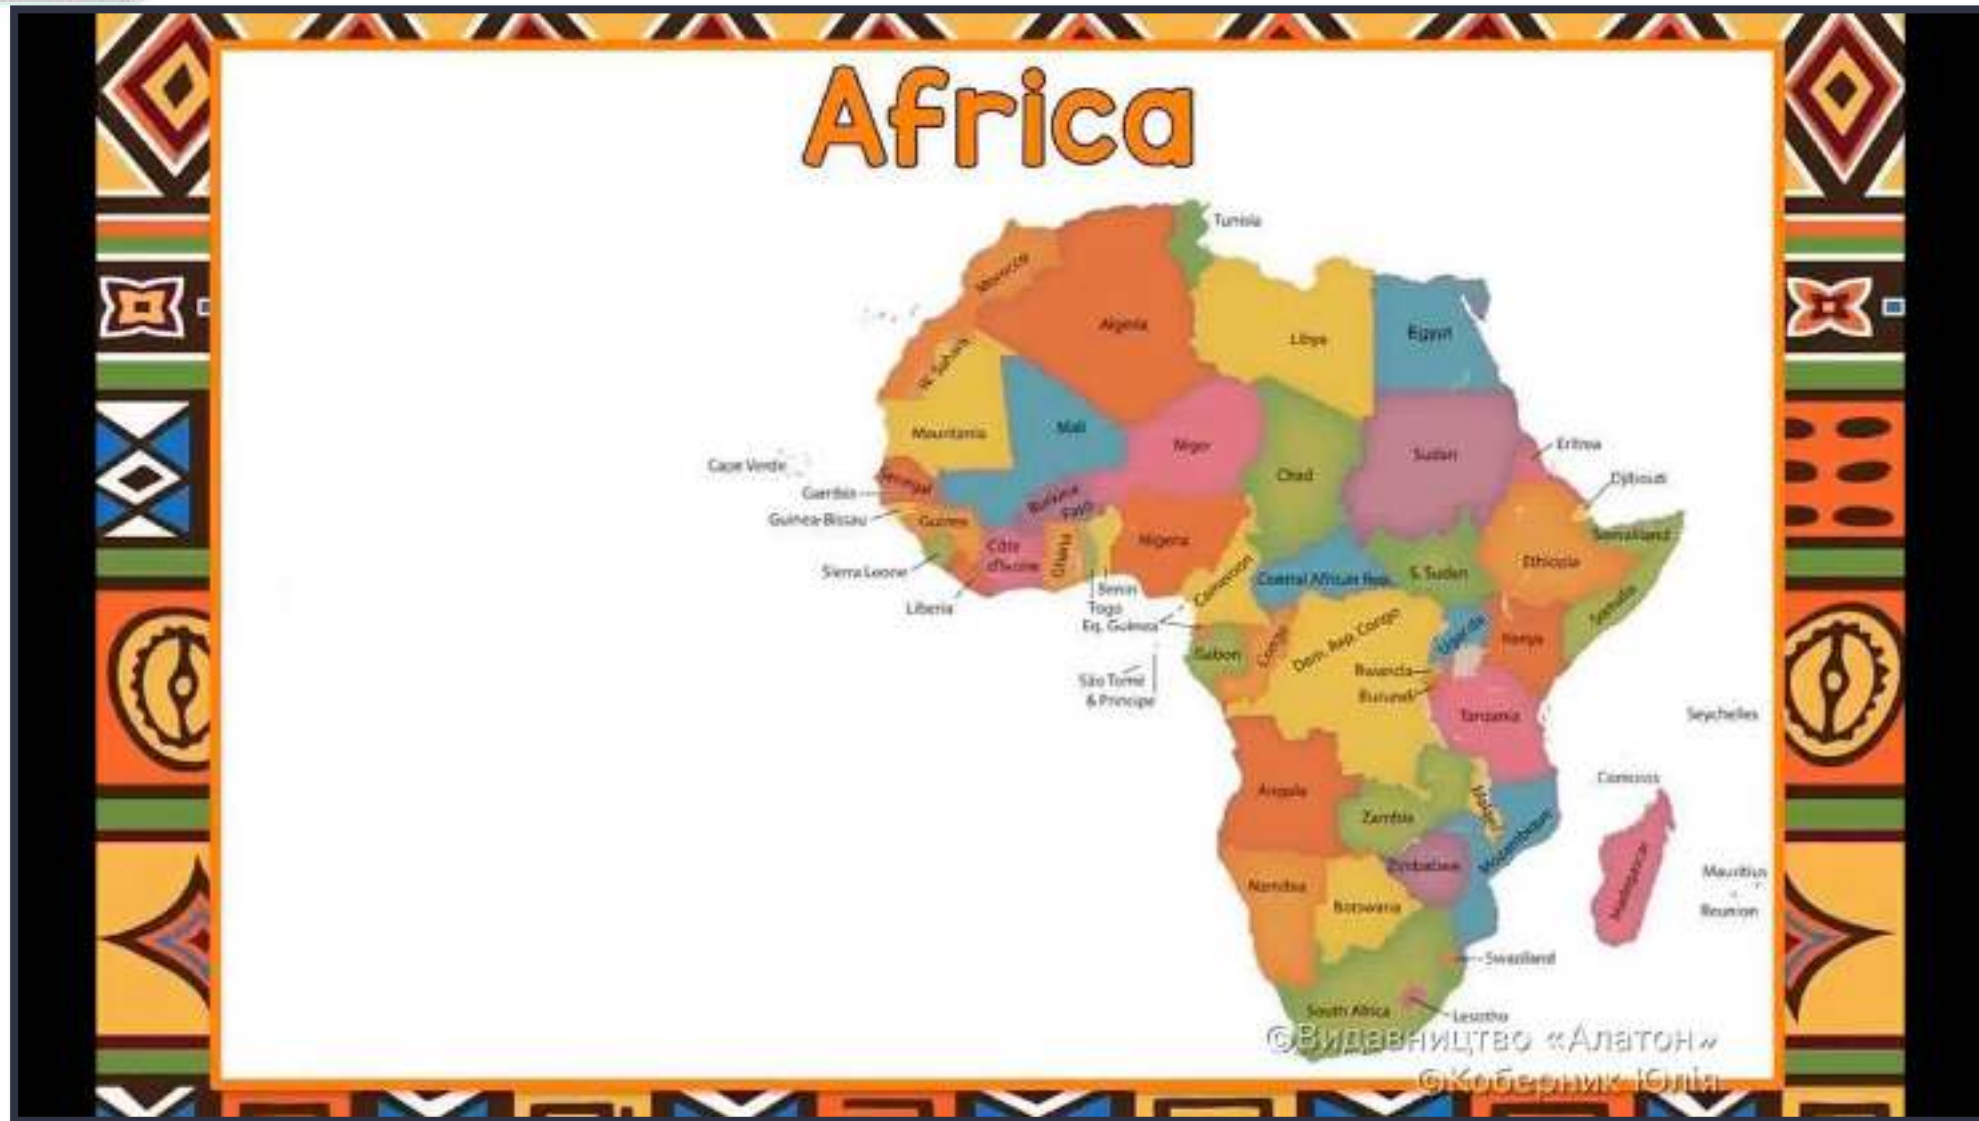 Africa
Tunisia
Morocco
Algeria
Libya
Egypt
W. Sahara
Mauritania
Mali
Niger
Chad
Sudan
Eritrea
Cape Verde
Senegal
Gambia
Djibouti
Guinea-Bissau
Guinea
Burkina
Faso
Nigeria
Somaliland
Côte
d'Ivoire
Ghana
Ethiopia
Sierra Leone
Central African Rep.
S. Sudan
Cameroon
Benin
Togo
Liberia
Somalia
Eq. Guinea
Uganda
Kenya
Gabon
Congo
Dem. Rep. Congo
Rwanda
São Tomé
& Principe
Burundi
Tanzania
Seychelles
Comoros
Angola
Malawi
Zambia
Mozambique
Zimbabwe
Madagascar
Mauritius
Namibia
Botswana
Reunion
Swaziland
South Africa
Lesotho
©Видавництво «Алатон»
©Коберник Юлія